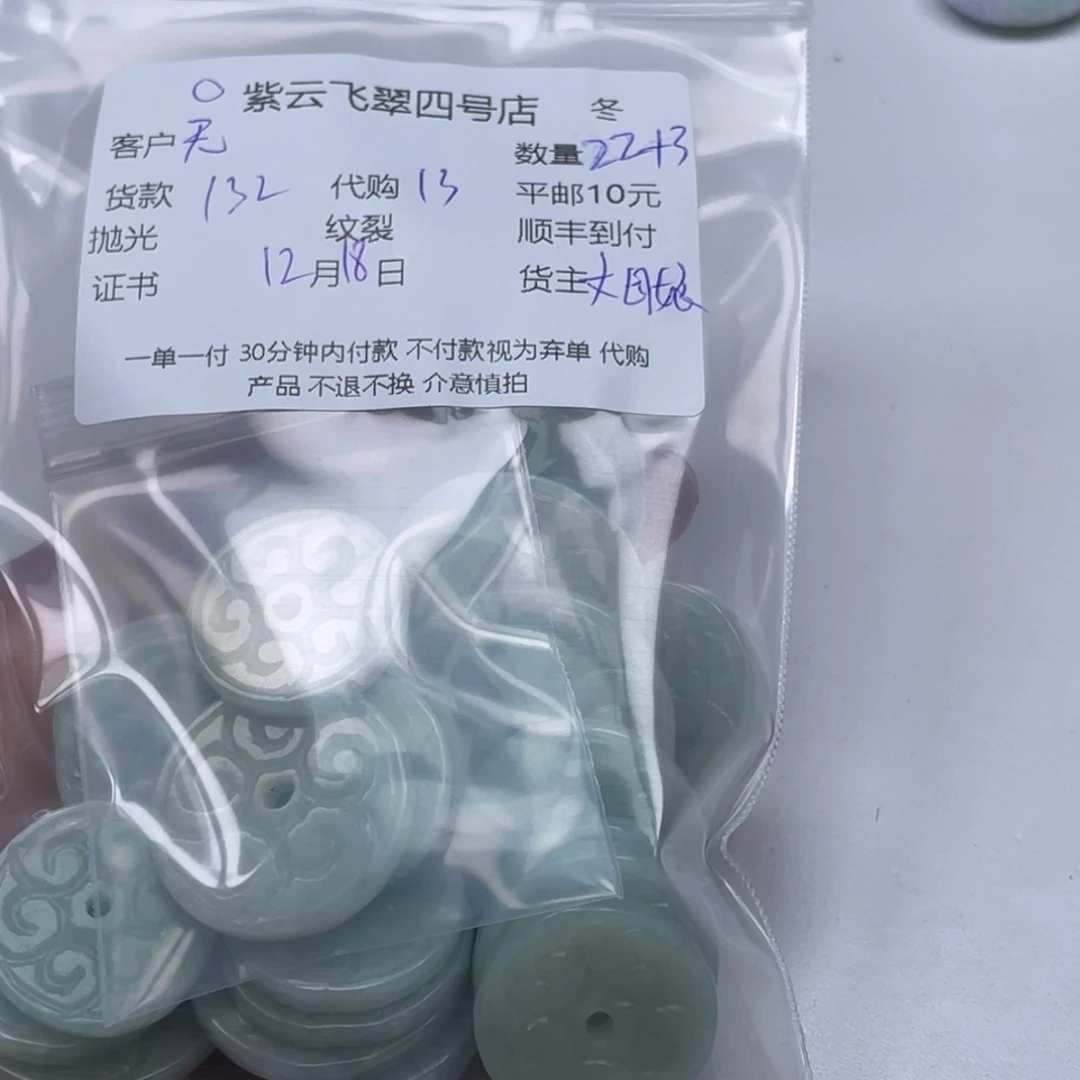 紫云飞翠四号店 冬
客户 无 数量 22+3
货款 132 代购 13 平邮10元
抛光 纹裂 顺丰到付
证书 12月18日 货主
一单一付 30分钟内付款 不付款视为弃单 代购
产品 不退不换 介意慎拍